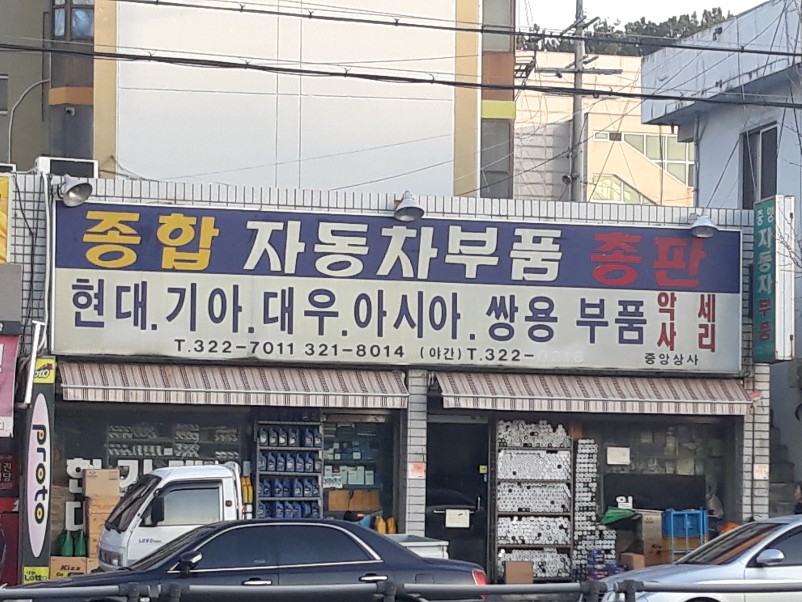 종합 자동차부품 총판
현대.기아.대우.아시아.쌍용 부품
악세
사리
T.322-7011 321-8014 (야간)T.322-
중앙상사
자동차부품
proto
Lotto
Kiss